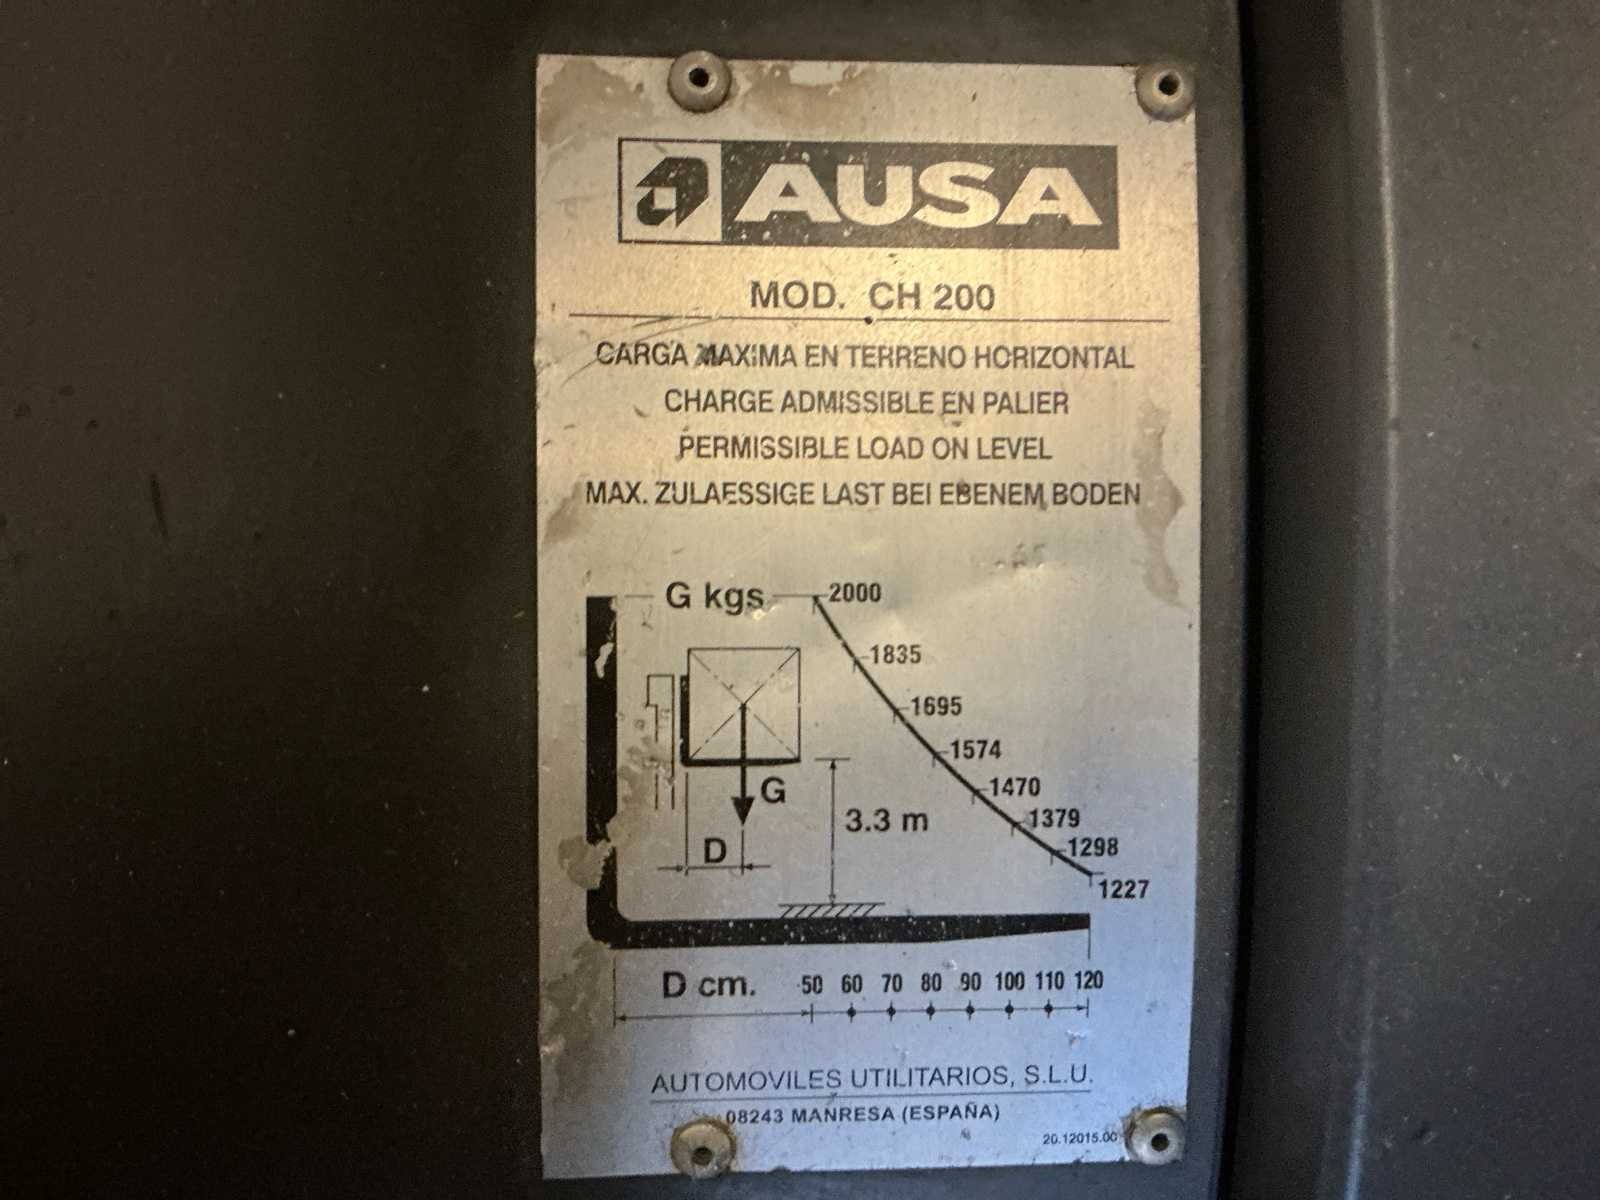 AUSA
MOD. CH 200
CARGA MAXIMA EN TERRENO HORIZONTAL
CHARGE ADMISSIBLE EN PALIER
PERMISSIBLE LOAD ON LEVEL
MAX. ZULAESSIGE LAST BEI EBENEM BODEN
G kgs
2000
1835
1695
1574
1470
1379
1298
1227
G
D
3.3 m
D cm. 50 60 70 80 90 100 110 120
AUTOMOVILES UTILITARIOS, S.L.U.
08243 MANRESA (ESPAÑA)
20.12015.00